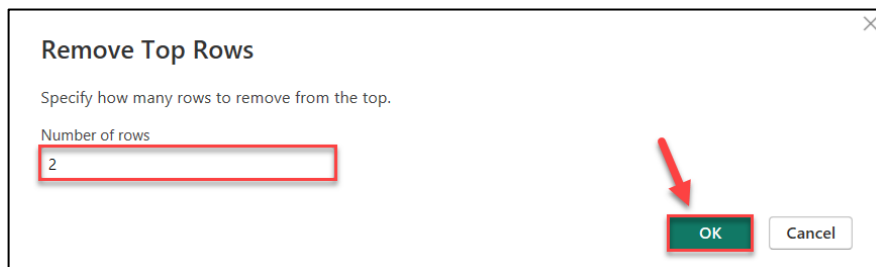 Remove Top Rows
Specify how many rows to remove from the top.
Number of rows
2
OK
Cancel